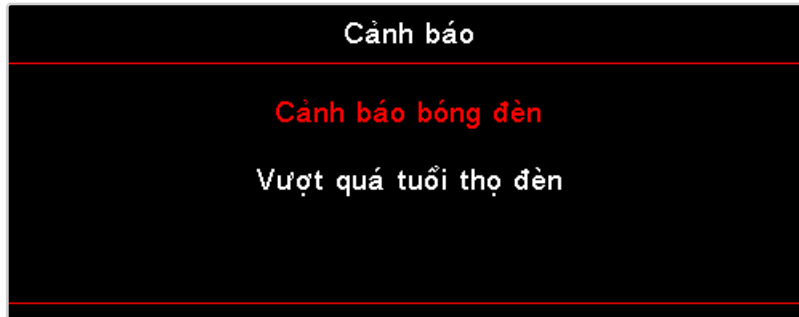 Cảnh báo
Cảnh báo bóng đèn
Vượt quá tuổi thọ đèn